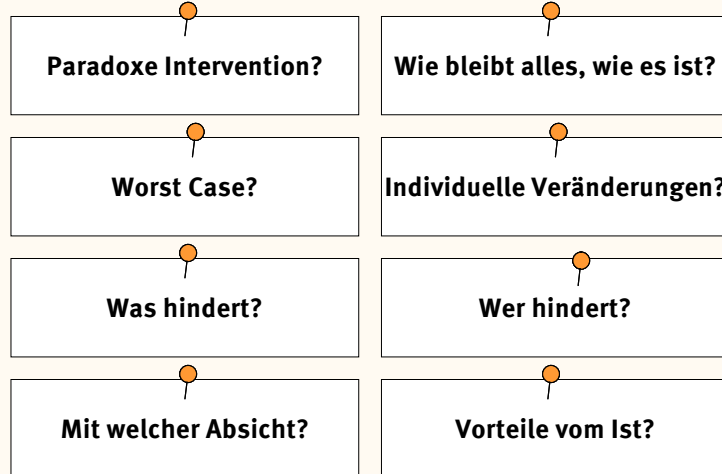 Paradoxe Intervention?
Wie bleibt alles, wie es ist?
Worst Case?
Individuelle Veränderungen?
Was hindert?
Wer hindert?
Mit welcher Absicht?
Vorteile vom Ist?